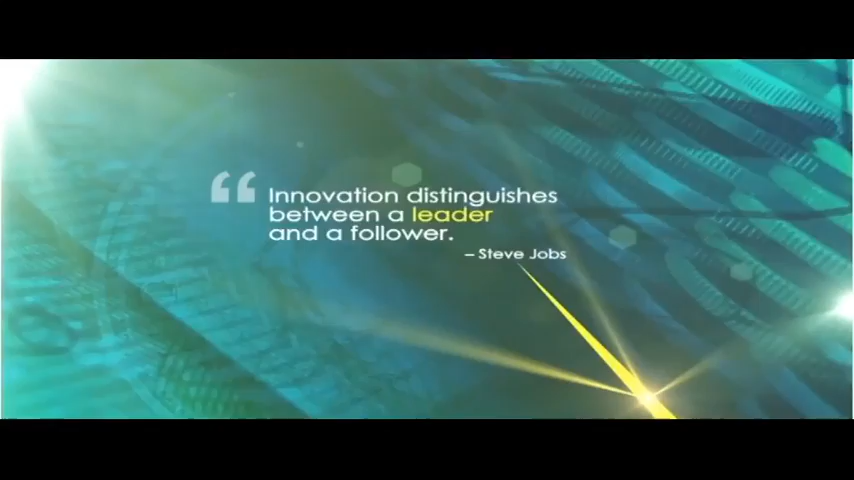 “ Innovation distinguishes
between a leader
and a follower.
– Steve Jobs